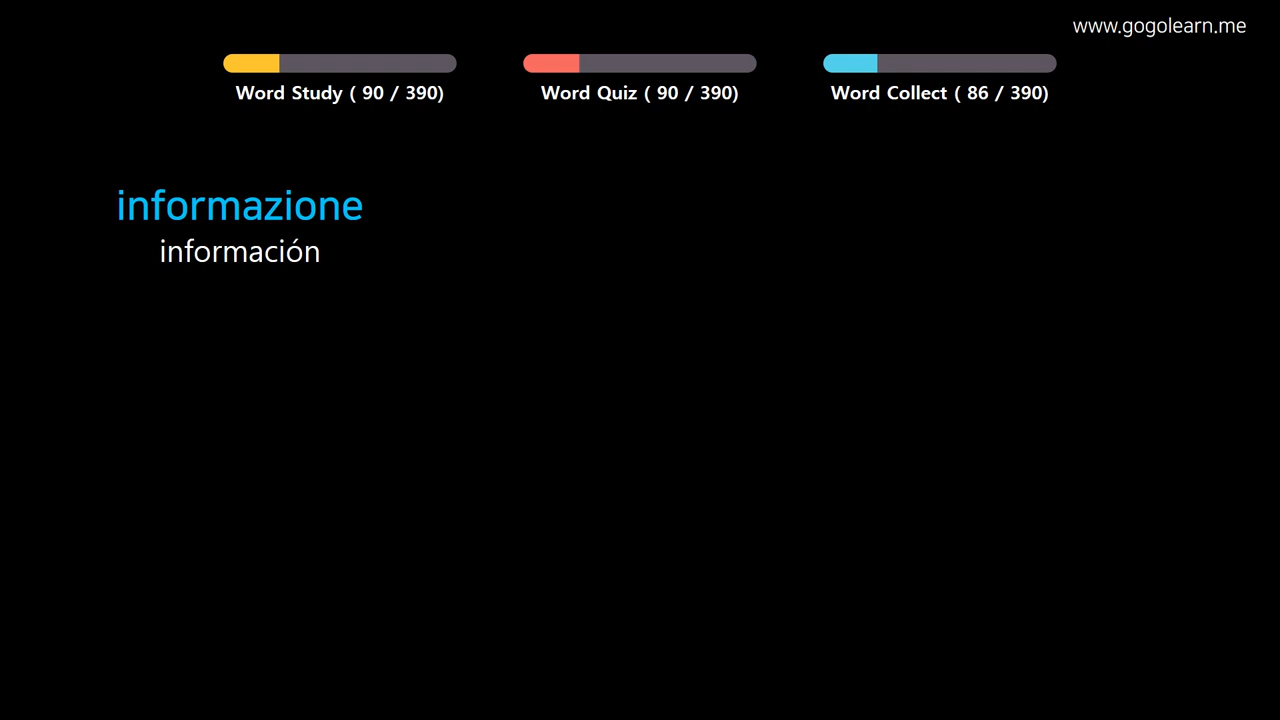 www.gogolearn.me
Word Study ( 90 / 390)
Word Quiz ( 90 / 390)
Word Collect ( 86 / 390)
informazione
información